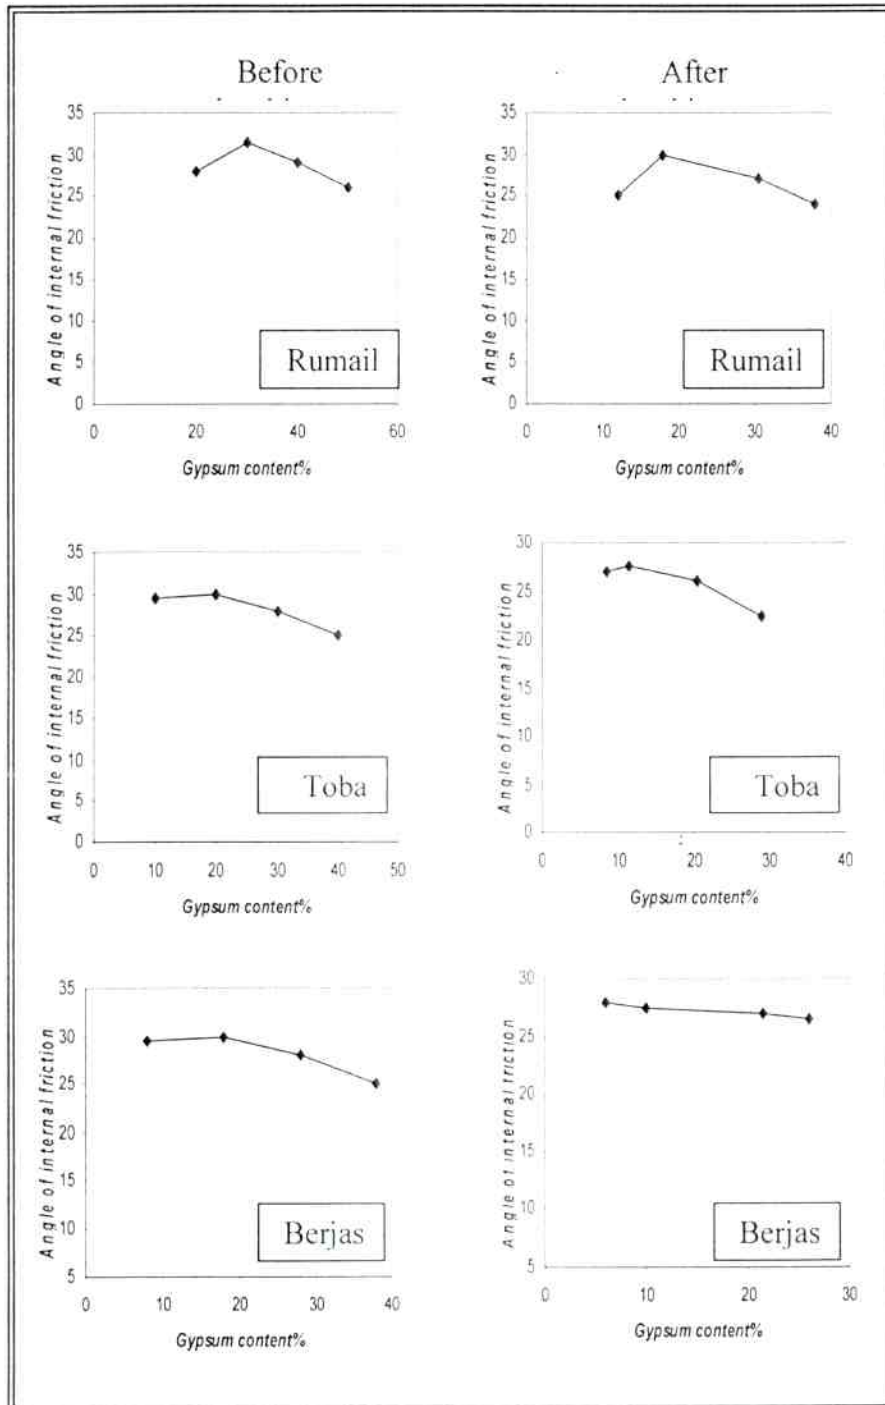 Before
After
35
30
25
20
15
10
5
0
Angle of internal friction
Rumail
0 20 40 60
Gypsum content%
35
30
25
20
15
10
5
0
Angle of internal friction
Rumail
0 10 20 30 40
Gypsum content%
35
30
25
20
15
10
5
0
Angle of internal friction
Toba
0 10 20 30 40 50
Gypsum content%
30
25
20
15
10
5
0
Angle of internal friction
Toba
0 10 20 30 40
Gypsum content%
35
30
25
20
15
10
5
Angle of internal friction
Berjas
0 10 20 30 40
Gypsum content%
30
25
20
15
10
5
Angle of internal friction
Berjas
0 10 20 30
Gypsum content%